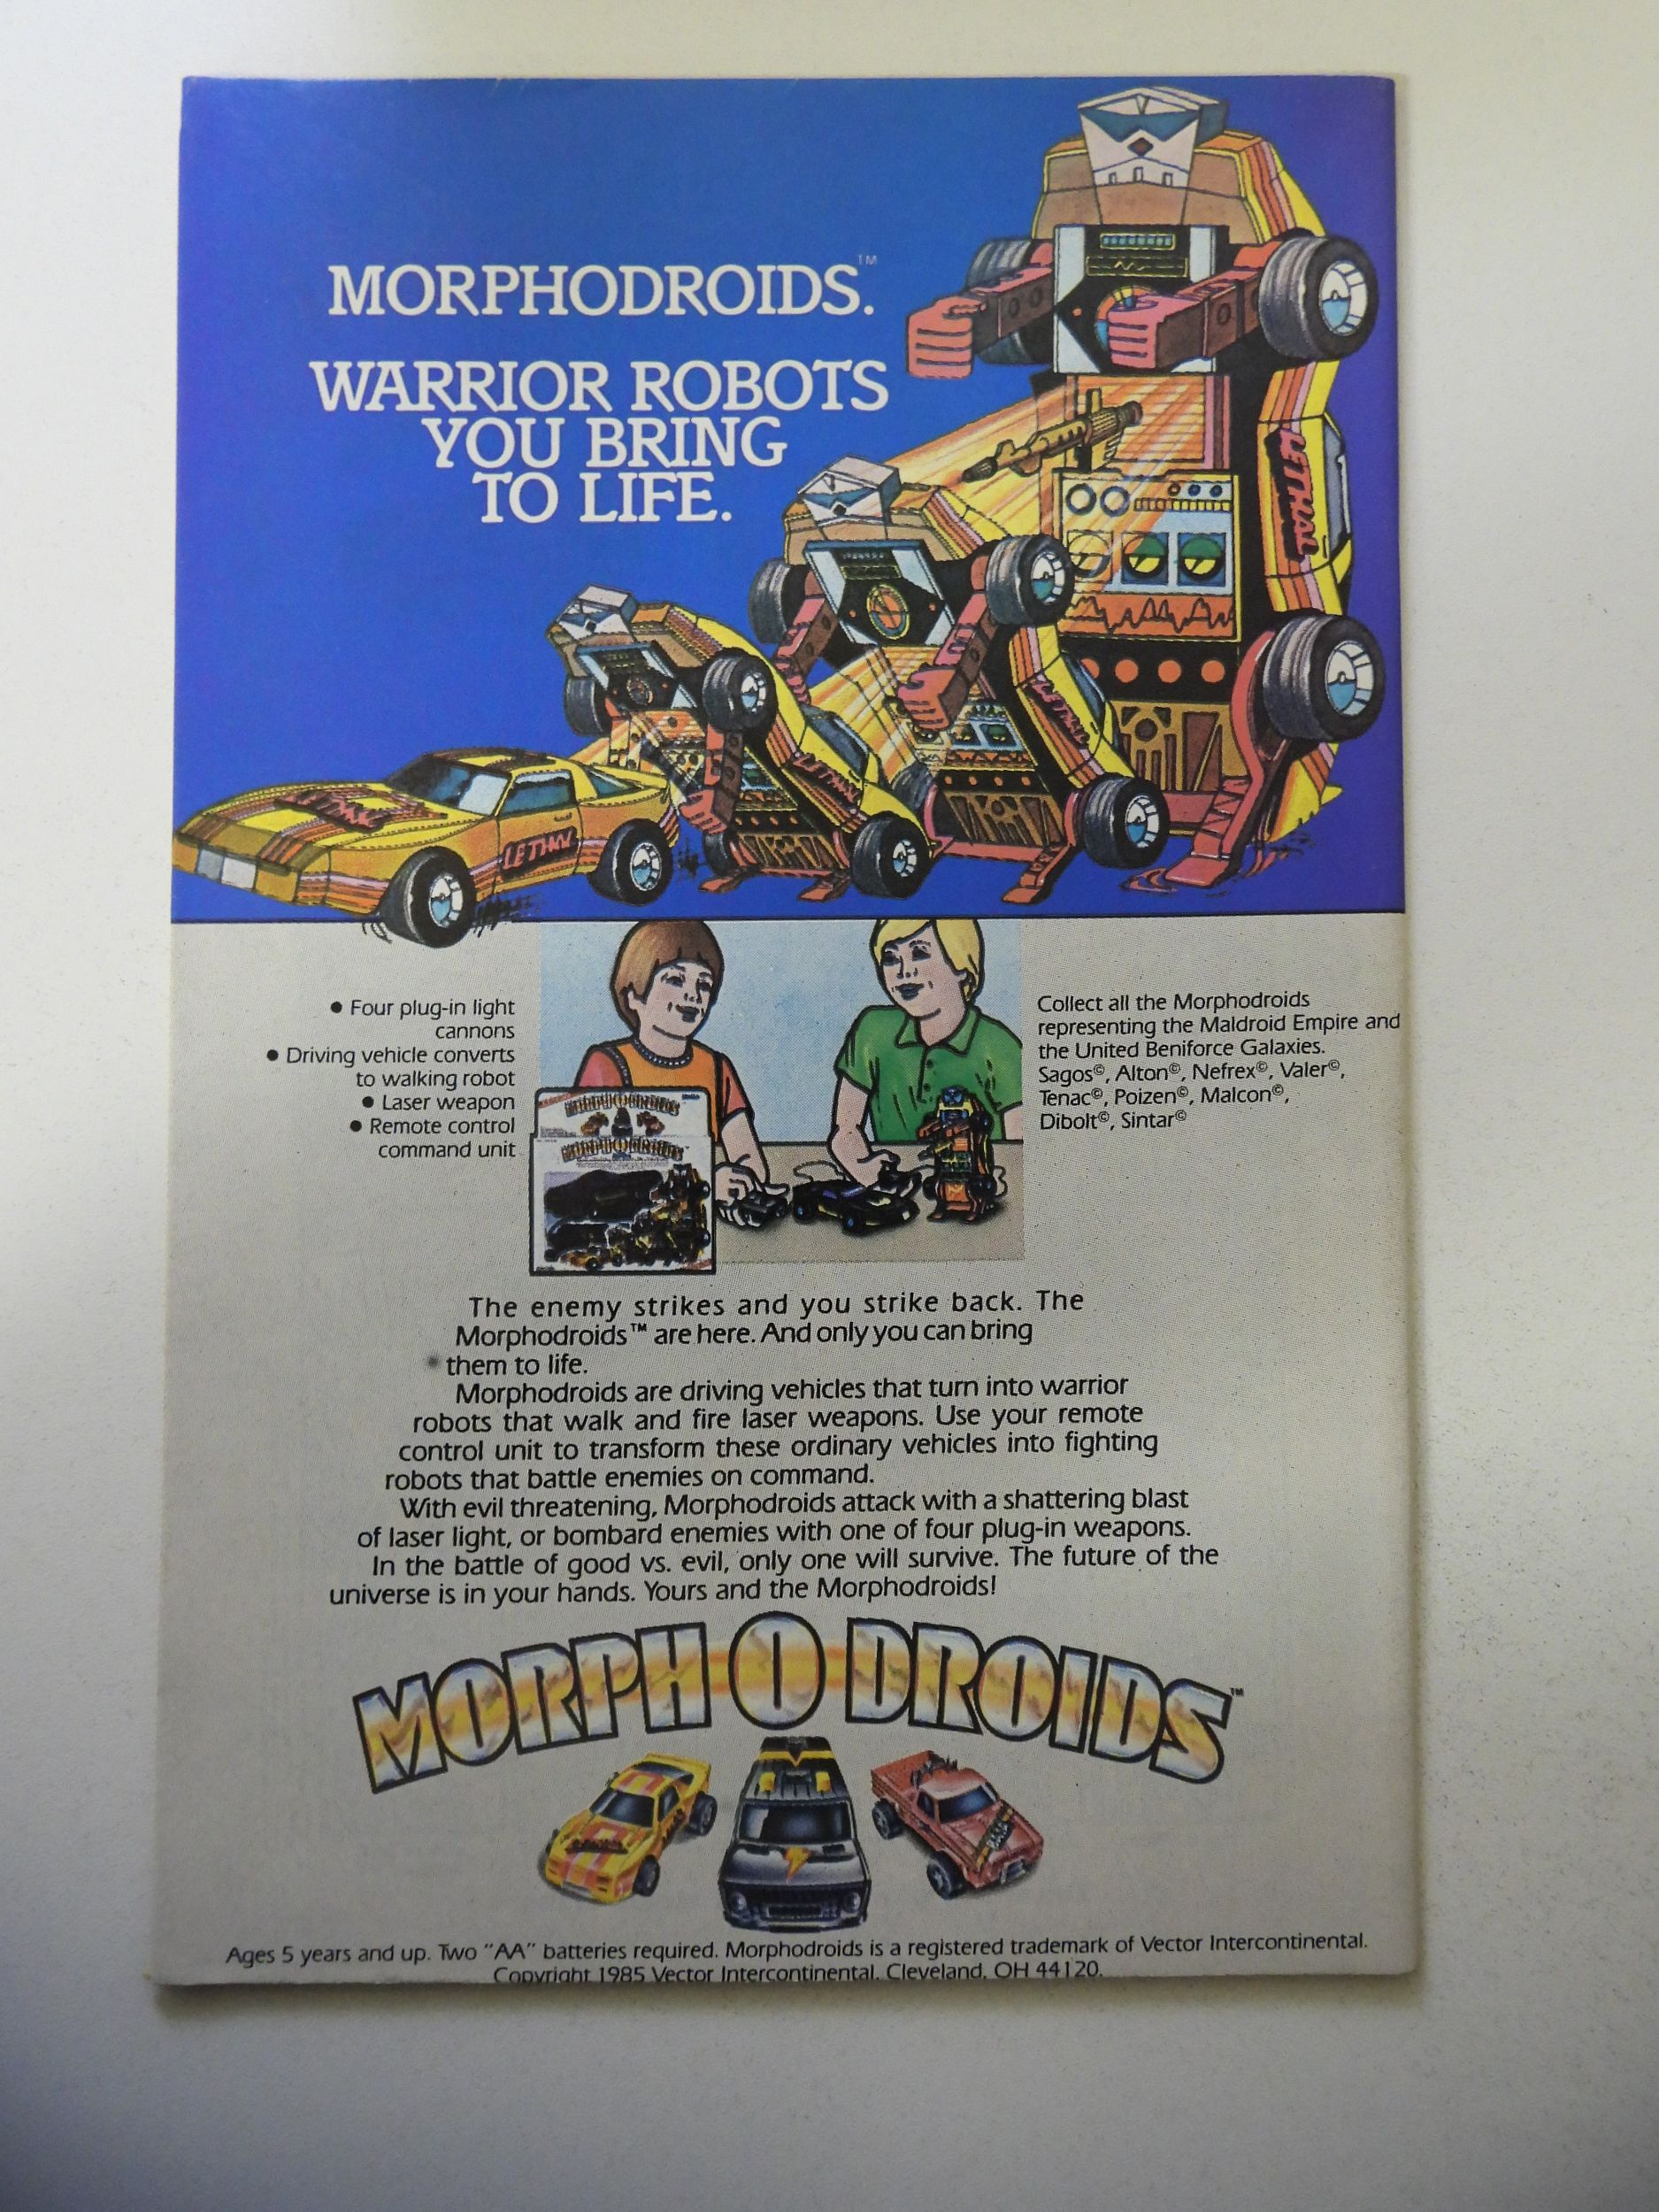 MORPHODROIDS.™
WARRIOR ROBOTS
YOU BRING
TO LIFE.
LETHAL
LETHAL
LETHAL
LETHAL
LETHAL
• Four plug-in light
cannons
• Driving vehicle converts
to walking robot
• Laser weapon
• Remote control
command unit
Collect all the Morphodroids
representing the Maldroid Empire and
the United Beniforce Galaxies.
Sagos©, Alton©, Nefrex©, Valer©,
Tenac©, Poizen©, Malcon©,
Dibolt©, Sintar©
MORPHODROIDS
MORPHODROIDS
The enemy strikes and you strike back. The
Morphodroids™ are here. And only you can bring
them to life.
Morphodroids are driving vehicles that turn into warrior
robots that walk and fire laser weapons. Use your remote
control unit to transform these ordinary vehicles into fighting
robots that battle enemies on command.
With evil threatening, Morphodroids attack with a shattering blast
of laser light, or bombard enemies with one of four plug-in weapons.
In the battle of good vs. evil, only one will survive. The future of the
universe is in your hands. Yours and the Morphodroids!
MORPH O DROIDS™
Ages 5 years and up. Two "AA" batteries required. Morphodroids is a registered trademark of Vector Intercontinental.
Copyright 1985 Vector Intercontinental, Cleveland, OH 44120.